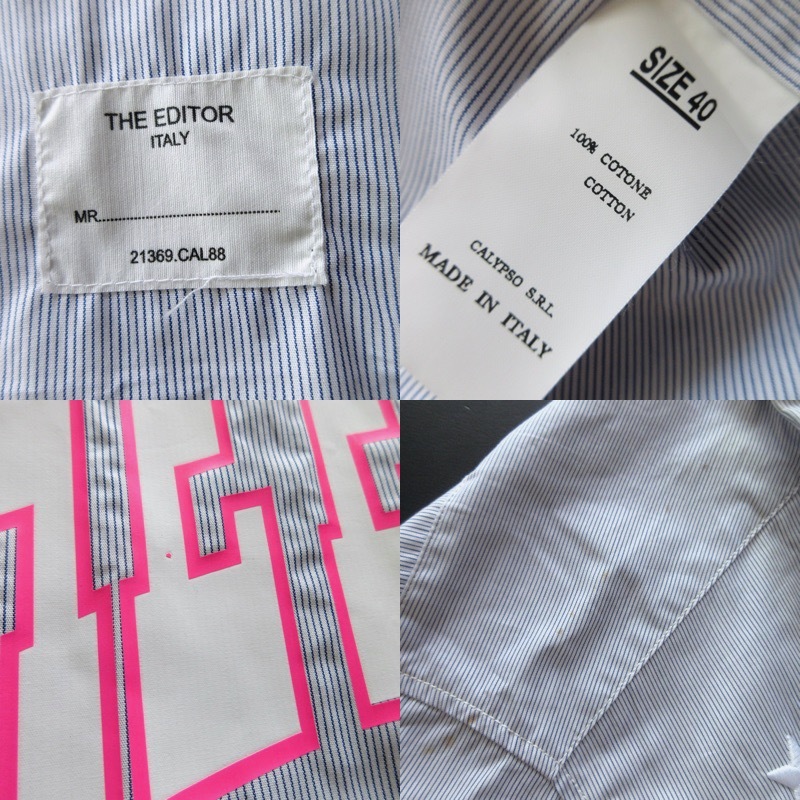 THE EDITOR
ITALY
MR...............................................
21369.CAL88
SIZE 40
100% COTONE
COTTON
CALYPSO S.R.L
MADE IN ITALY